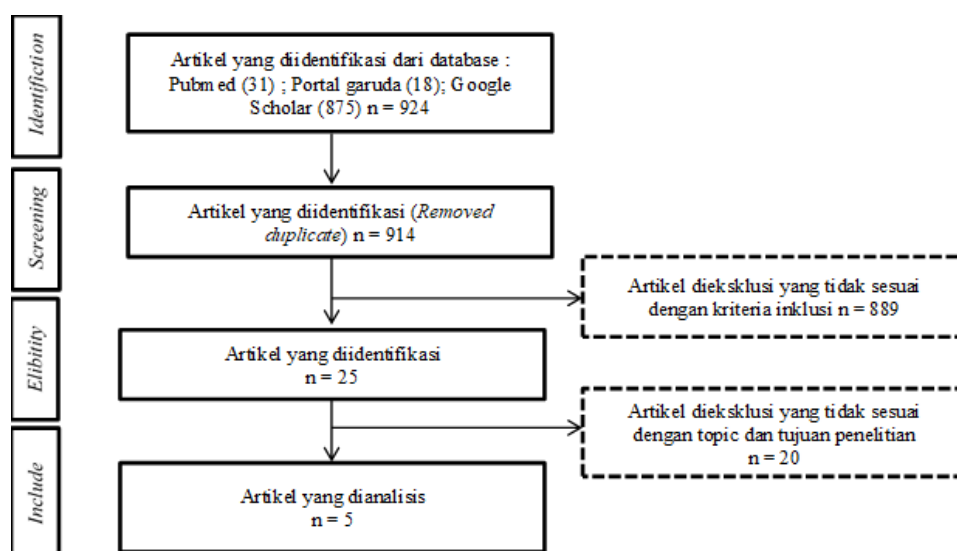 Identifiction
Artikel yang diidentifikasi dari database :
Pubmed (31) ; Portal garuda (18); Google
Scholar (875) n = 924
Screening
Artikel yang diidentifikasi (Removed
duplicate) n = 914
Artikel dieksklusi yang tidak sesuai
dengan kriteria inklusi n = 889
Elibitiy
Artikel yang diidentifikasi
n = 25
Artikel dieksklusi yang tidak sesuai
dengan topic dan tujuan penelitian
n = 20
Include
Artikel yang dianalisis
n = 5